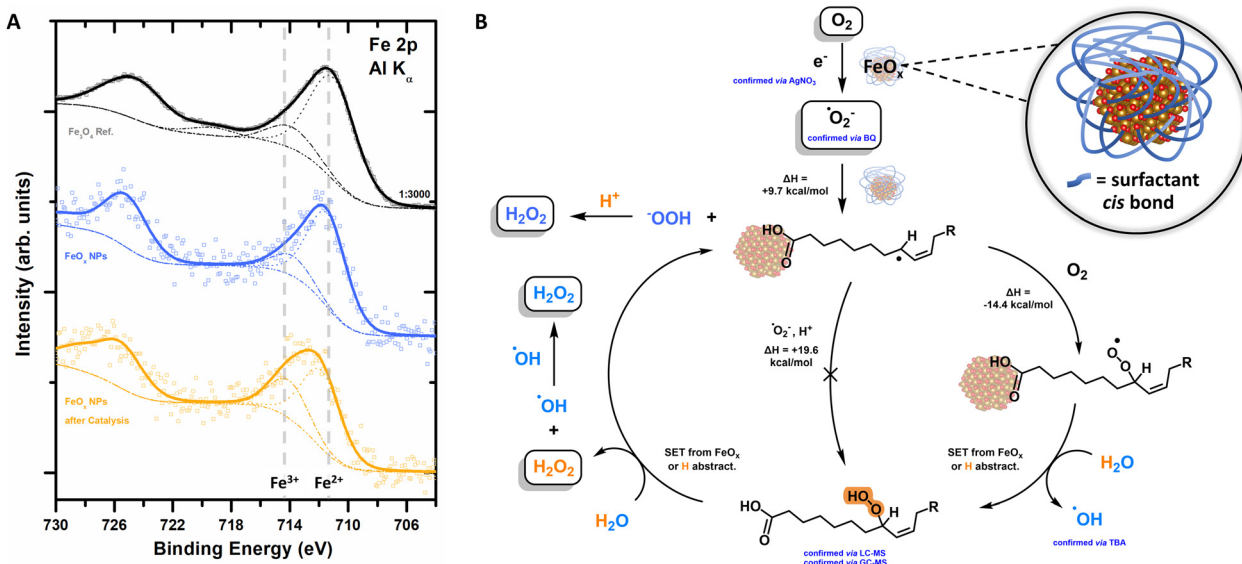 A
Fe 2p
Al Kα
Fe3O4 Ref.
1:3000
FeOx NPs
FeOx NPs
after Catalysis
Fe3+
Fe2+
Intensity (arb. units)
730 726 722 718 714 710 706
Binding Energy (eV)
B
O2
e-
FeOx
confirmed via AgNO3
•O2-
confirmed via BQ
ΔH =
+9.7 kcal/mol
= surfactant
cis bond
H2O2
H+
-OOH +
HO
O
H
•
R
O2
ΔH =
-14.4 kcal/mol
H2O2
•OH
•OH
+
H2O2
•O2-, H+
ΔH = +19.6
kcal/mol
•
O
O
H
HO
O
R
SET from FeOx
or H abstract.
SET from FeOx
or H abstract.
H2O
H2O
•OH
confirmed via TBA
HO
O
HO
O
H
R
confirmed via LC-MS
confirmed via GC-MS